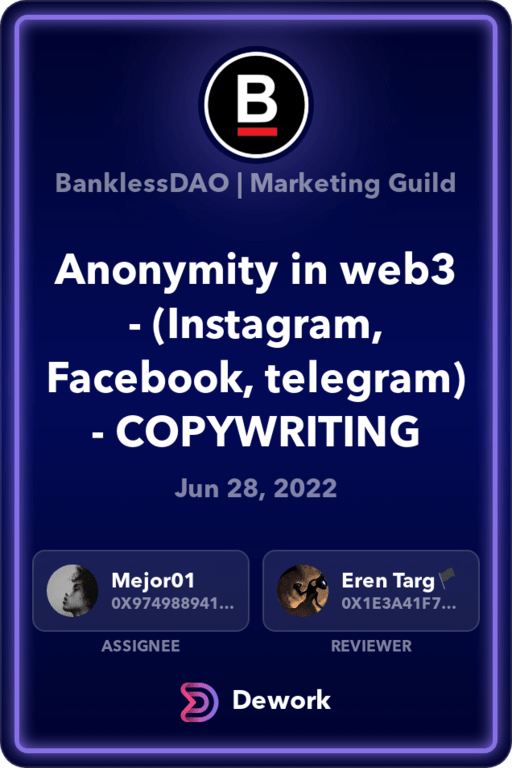 B
BanklessDAO | Marketing Guild
Anonymity in web3
- (Instagram,
Facebook, telegram)
- COPYWRITING
Jun 28, 2022
Mejor01
0X974988941...
Eren Targ🏴
0X1E3A41F7...
ASSIGNEE
REVIEWER
Dework